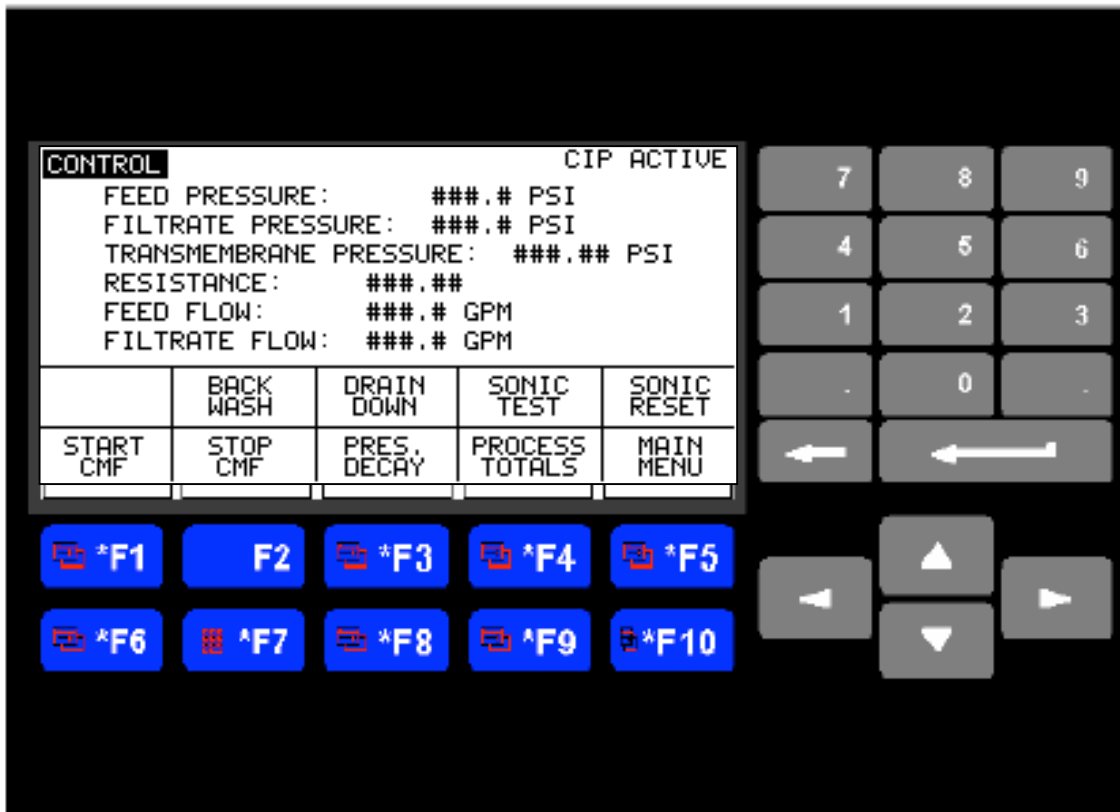 CONTROL CIP ACTIVE
FEED PRESSURE: ###.# PSI
FILTRATE PRESSURE: ###.# PSI
TRANSMEMBRANE PRESSURE: ###.## PSI
RESISTANCE: ###.##
FEED FLOW: ###.# GPM
FILTRATE FLOW: ###.# GPM
BACK WASH
DRAIN DOWN
SONIC TEST
SONIC RESET
START CMF
STOP CMF
PRES. DECAY
PROCESS TOTALS
MAIN MENU
*F1 F2 *F3 *F4 *F5
*F6 *F7 *F8 *F9 *F10
7 8 9
4 5 6
1 2 3
. 0 .